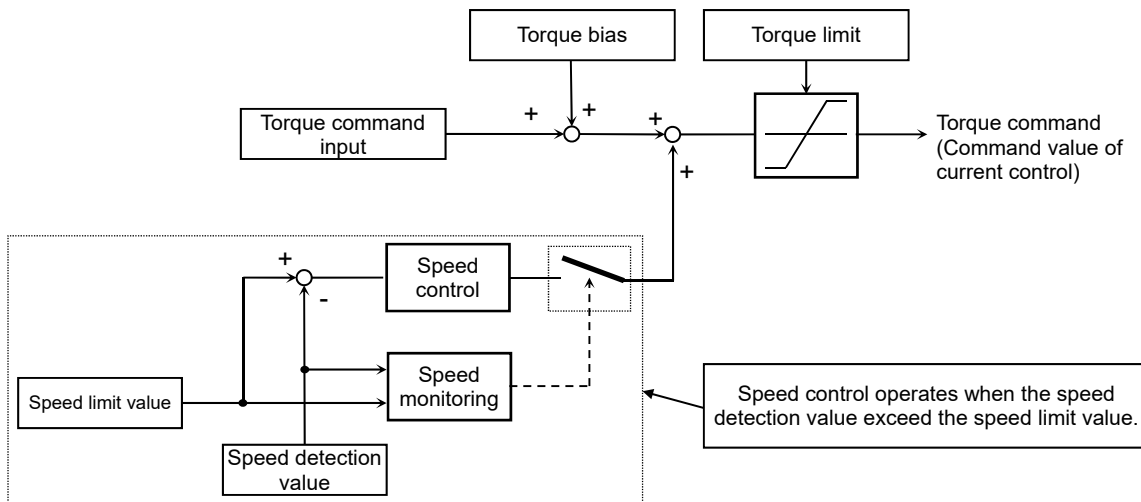 Torque bias
Torque limit
+
+
+
Torque command
input
Torque command
(Command value of
current control)
+
+
Speed
control
-
Speed
monitoring
Speed limit value
Speed control operates when the speed
detection value exceed the speed limit value.
Speed detection
value